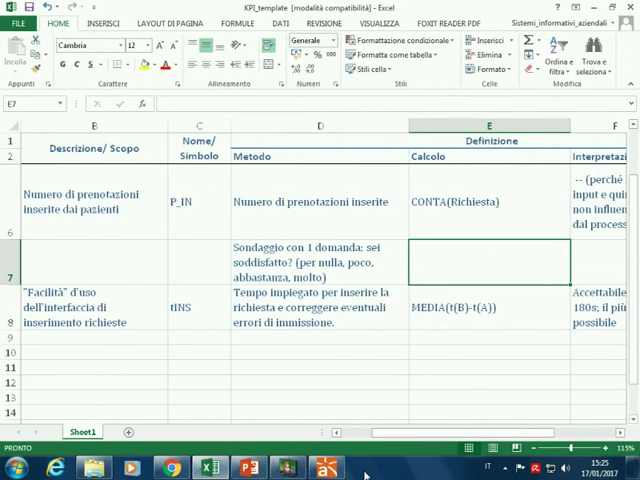 KPI_template [modalità compatibilità] - Excel
FILE HOME INSERISCI LAYOUT DI PAGINA FORMULE DATI REVISIONE VISUALIZZA FOXIT READER PDF Sistemi_informativi_aziendali
Incolla
Appunti
Cambria 12
G C S
Carattere
Allineamento
Generale
% 000
Numeri
Formattazione condizionale
Formatta come tabella
Stili cella
Stili
Inserisci
Elimina
Formato
Celle
Ordina e filtra
Trova e seleziona
Modifica
E7 fx
B C D E F
1 Descrizione/ Scopo Nome/ Simbolo Definizione
2 Metodo Calcolo
Numero di prenotazioni
inserite dai pazienti
P_IN
Numero di prenotazioni inserite
CONTA(Richiesta)
-- (perché
input e qui
non influen
dal process
6
Sondaggio con 1 domanda: sei
soddisfatto? (per nulla, poco,
abbastanza, molto)
7
"Facilità" d'uso
dell'interfaccia di
inserimento richieste
tINS
Tempo impiegato per inserire la
richiesta e correggere eventuali
errori di immissione.
MEDIA(t(B)-t(A))
Accettabile
180s; il più
possibile
8
9
10
11
12
13
14
Sheet1
PRONTO
115%
IT
15:25
17/01/2017